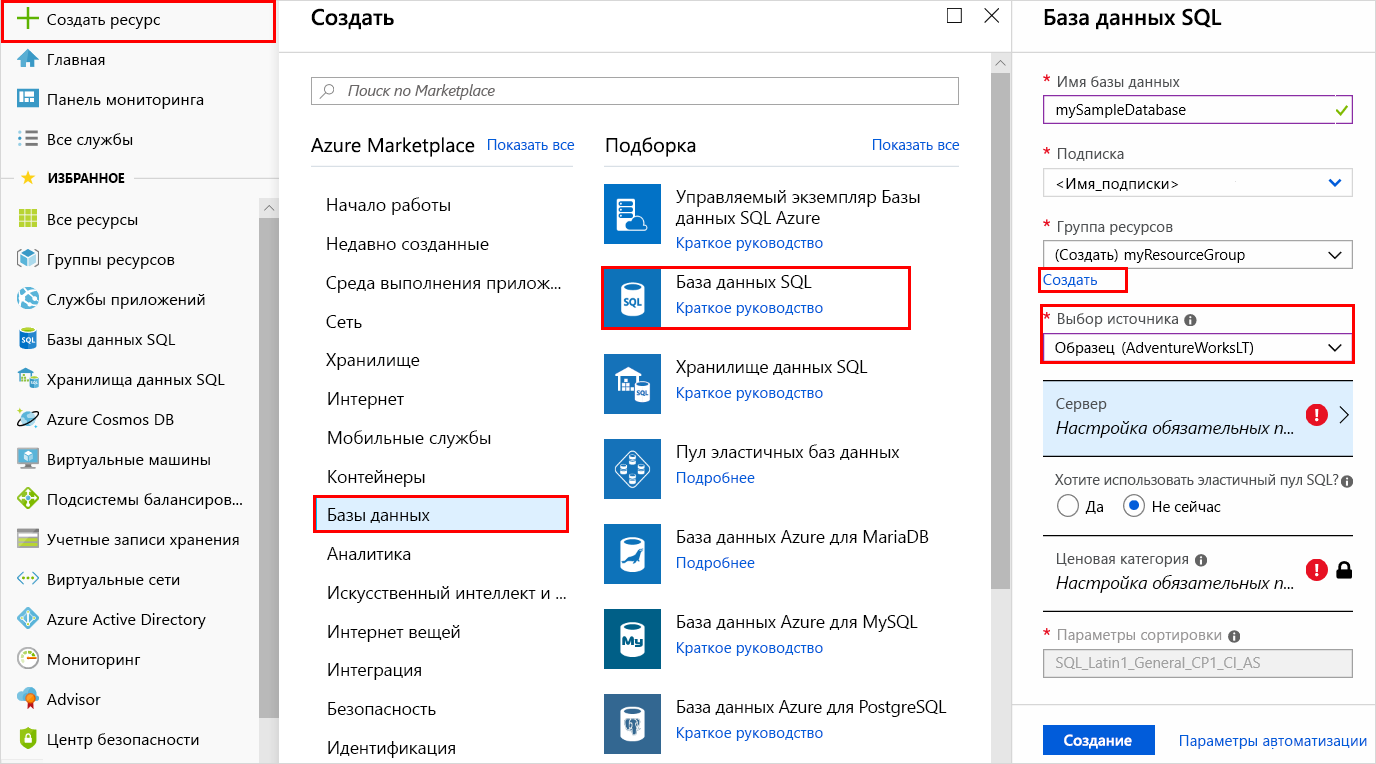 Создать ресурс
Главная
Панель мониторинга
Все службы
ИЗБРАННОЕ
Все ресурсы
Группы ресурсов
Службы приложений
Базы данных SQL
Хранилища данных SQL
Azure Cosmos DB
Виртуальные машины
Подсистемы балансиров...
Учетные записи хранения
Виртуальные сети
Azure Active Directory
Мониторинг
Advisor
Центр безопасности
Создать
Поиск по Marketplace
Azure Marketplace Показать все
Начало работы
Недавно созданные
Среда выполнения прилож...
Сеть
Хранилище
Интернет
Мобильные службы
Контейнеры
Базы данных
Аналитика
Искусственный интеллект и ...
Интернет вещей
Интеграция
Безопасность
Идентификация
Подборка Показать все
Управляемый экземпляр Базы
данных SQL Azure
Краткое руководство
SQL
База данных SQL
Краткое руководство
SQL
Хранилище данных SQL
Краткое руководство
Пул эластичных баз данных
Подробнее
База данных Azure для MariaDB
Подробнее
My
База данных Azure для MySQL
Краткое руководство
База данных Azure для PostgreSQL
Краткое руководство
База данных SQL
* Имя базы данных
mySampleDatabase
* Подписка
<Имя_подписки>
* Группа ресурсов
(Создать) myResourceGroup
Создать
* Выбор источника
Образец (AdventureWorksLT)
Сервер
Настройка обязательных п...
Хотите использовать эластичный пул SQL?
Да Не сейчас
Ценовая категория
Настройка обязательных п...
* Параметры сортировки
SQL_Latin1_General_CP1_CI_AS
Создание Параметры автоматизации